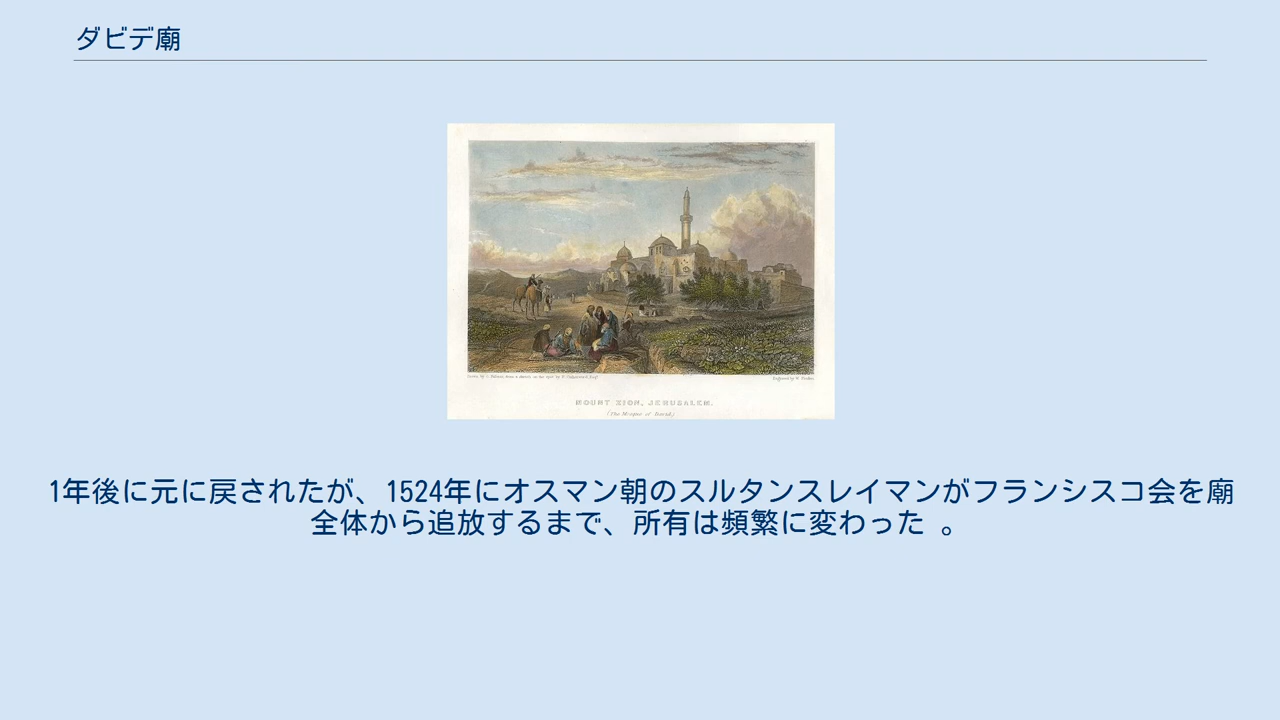 ダビデ廟
MOUNT ZION, JERUSALEM.
(The Mosque of David)
1年後に元に戻されたが、1524年にオスマン朝のスルタンスレイマンがフランシスコ会を廟
全体から追放するまで、所有は頻繁に変わった 。